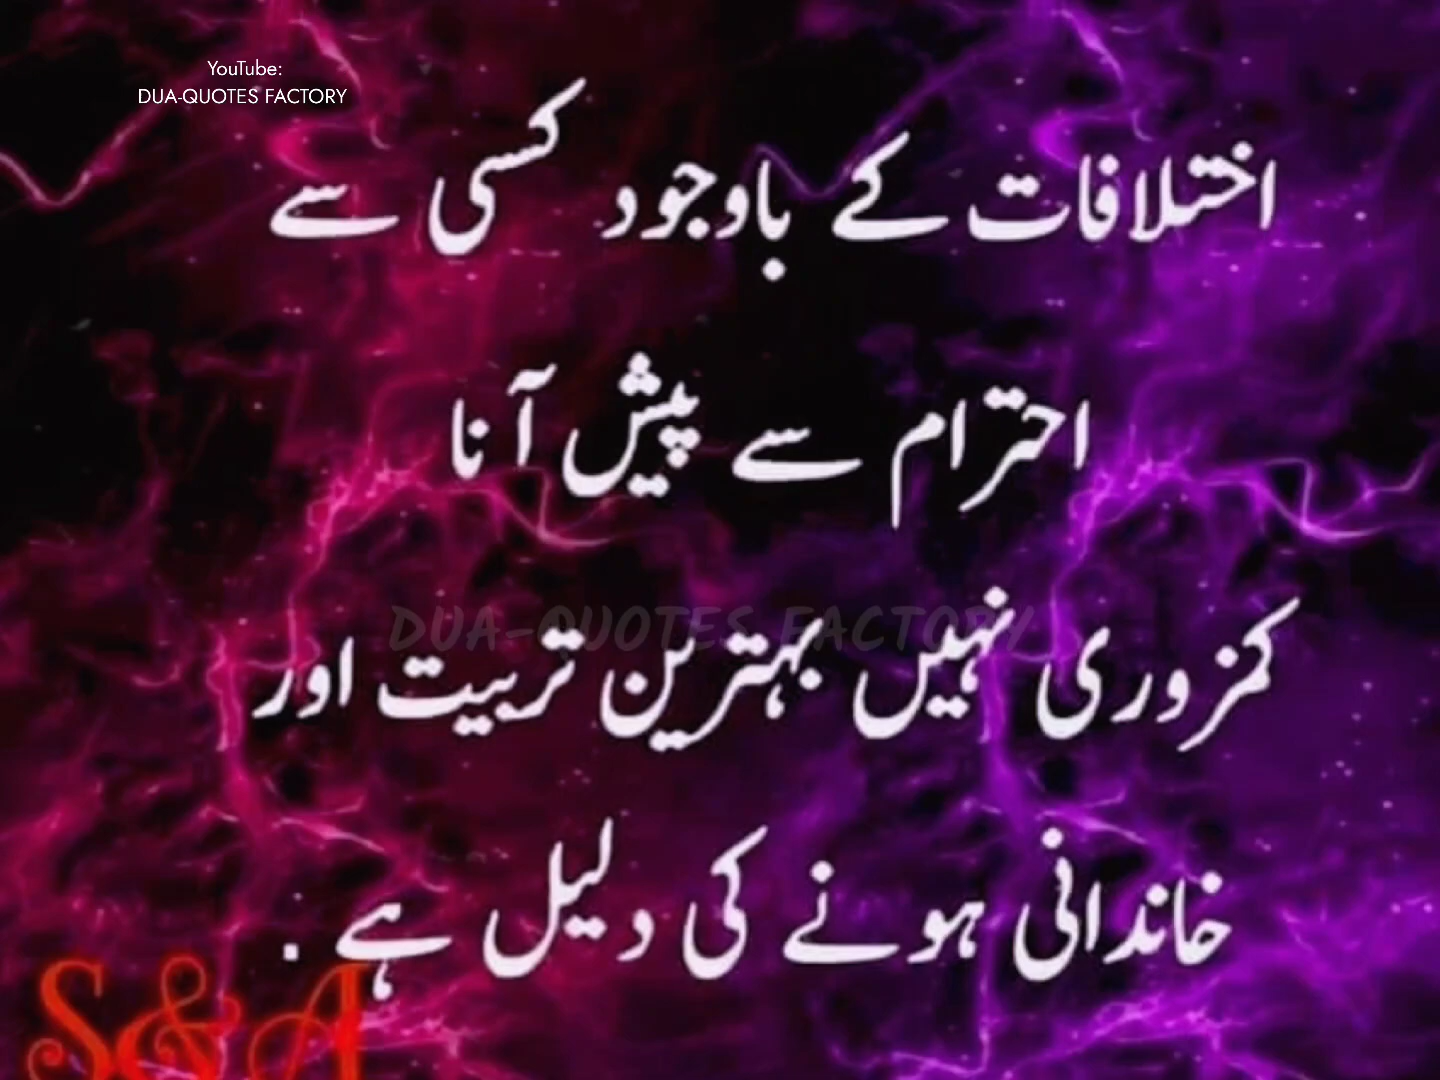 YouTube:
DUA-QUOTES FACTORY
اختلافات کے باوجود کسی سے
احترام سے پیش آنا
DUA-QUOTES FACTORY
کمزوری نہیں بہترین تربیت اور
خاندانی ہونے کی دلیل ہے .
S&A